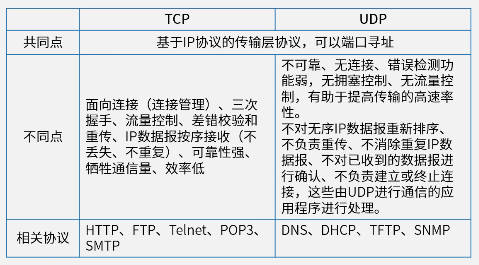 TCP
UDP
共同点
基于IP协议的传输层协议，可以端口寻址
不同点
面向连接（连接管理）、三次
握手、流量控制、差错校验和
重传、IP数据报按序接收（不
丢失、不重复）、可靠性强、
牺牲通信量、效率低
不可靠、无连接、错误检测功
能弱，无拥塞控制、无流量控
制，有助于提高传输的高速率
性。
不对无序IP数据报重新排序、
不负责重传、不消除重复IP数
据报、不对已收到的数据报进
行确认、不负责建立或终止连
接，这些由UDP进行通信的应
用程序进行处理。
相关协议
HTTP、FTP、Telnet、POP3、
SMTP
DNS、DHCP、TFTP、SNMP